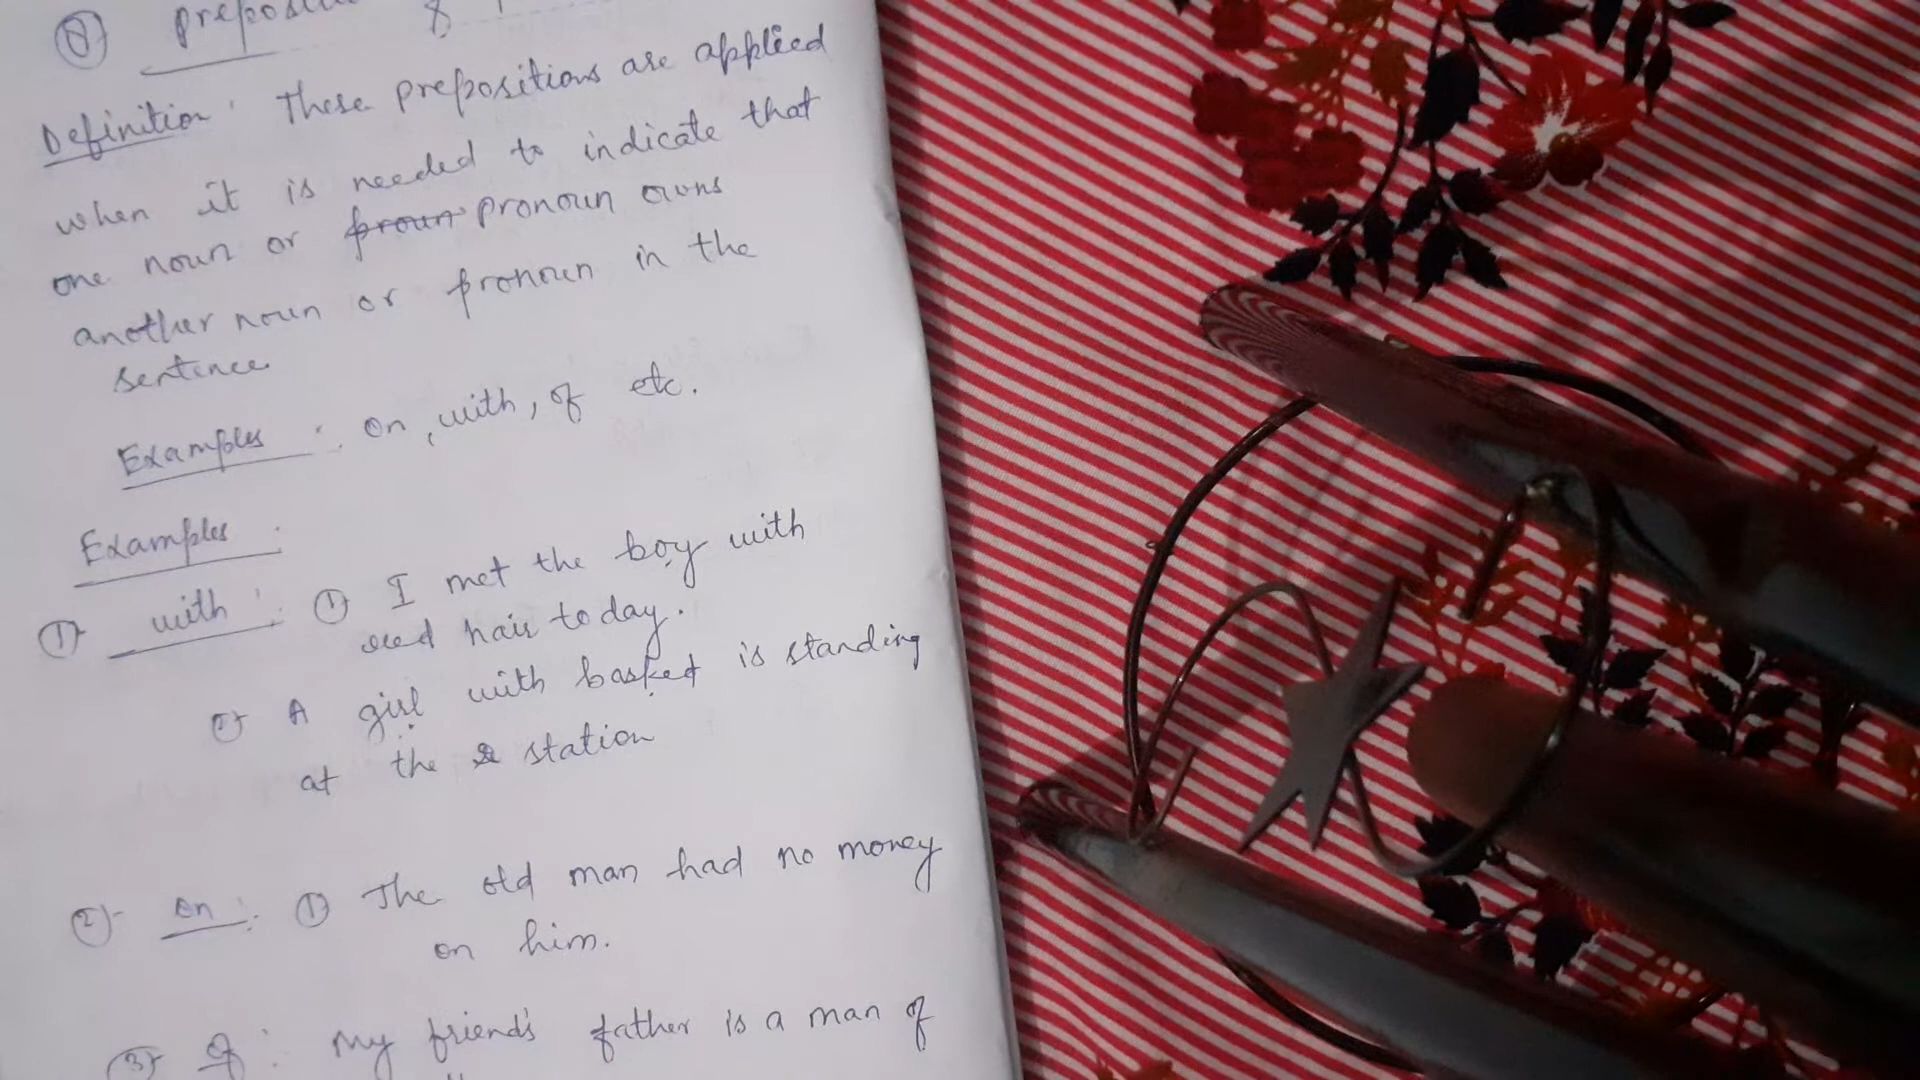 Definition : These prepositions are applied
when it is needed to indicate that
one noun or proun pronoun owns
another noun or pronoun in the
sentence
Examples : on, with, of etc.
Examples :
1) with : 1) I met the boy with
red hair today.
2) A girl with basket is standing
at the station
2) on : 1) The old man had no money
on him.
3) of : My friend's father is a man of